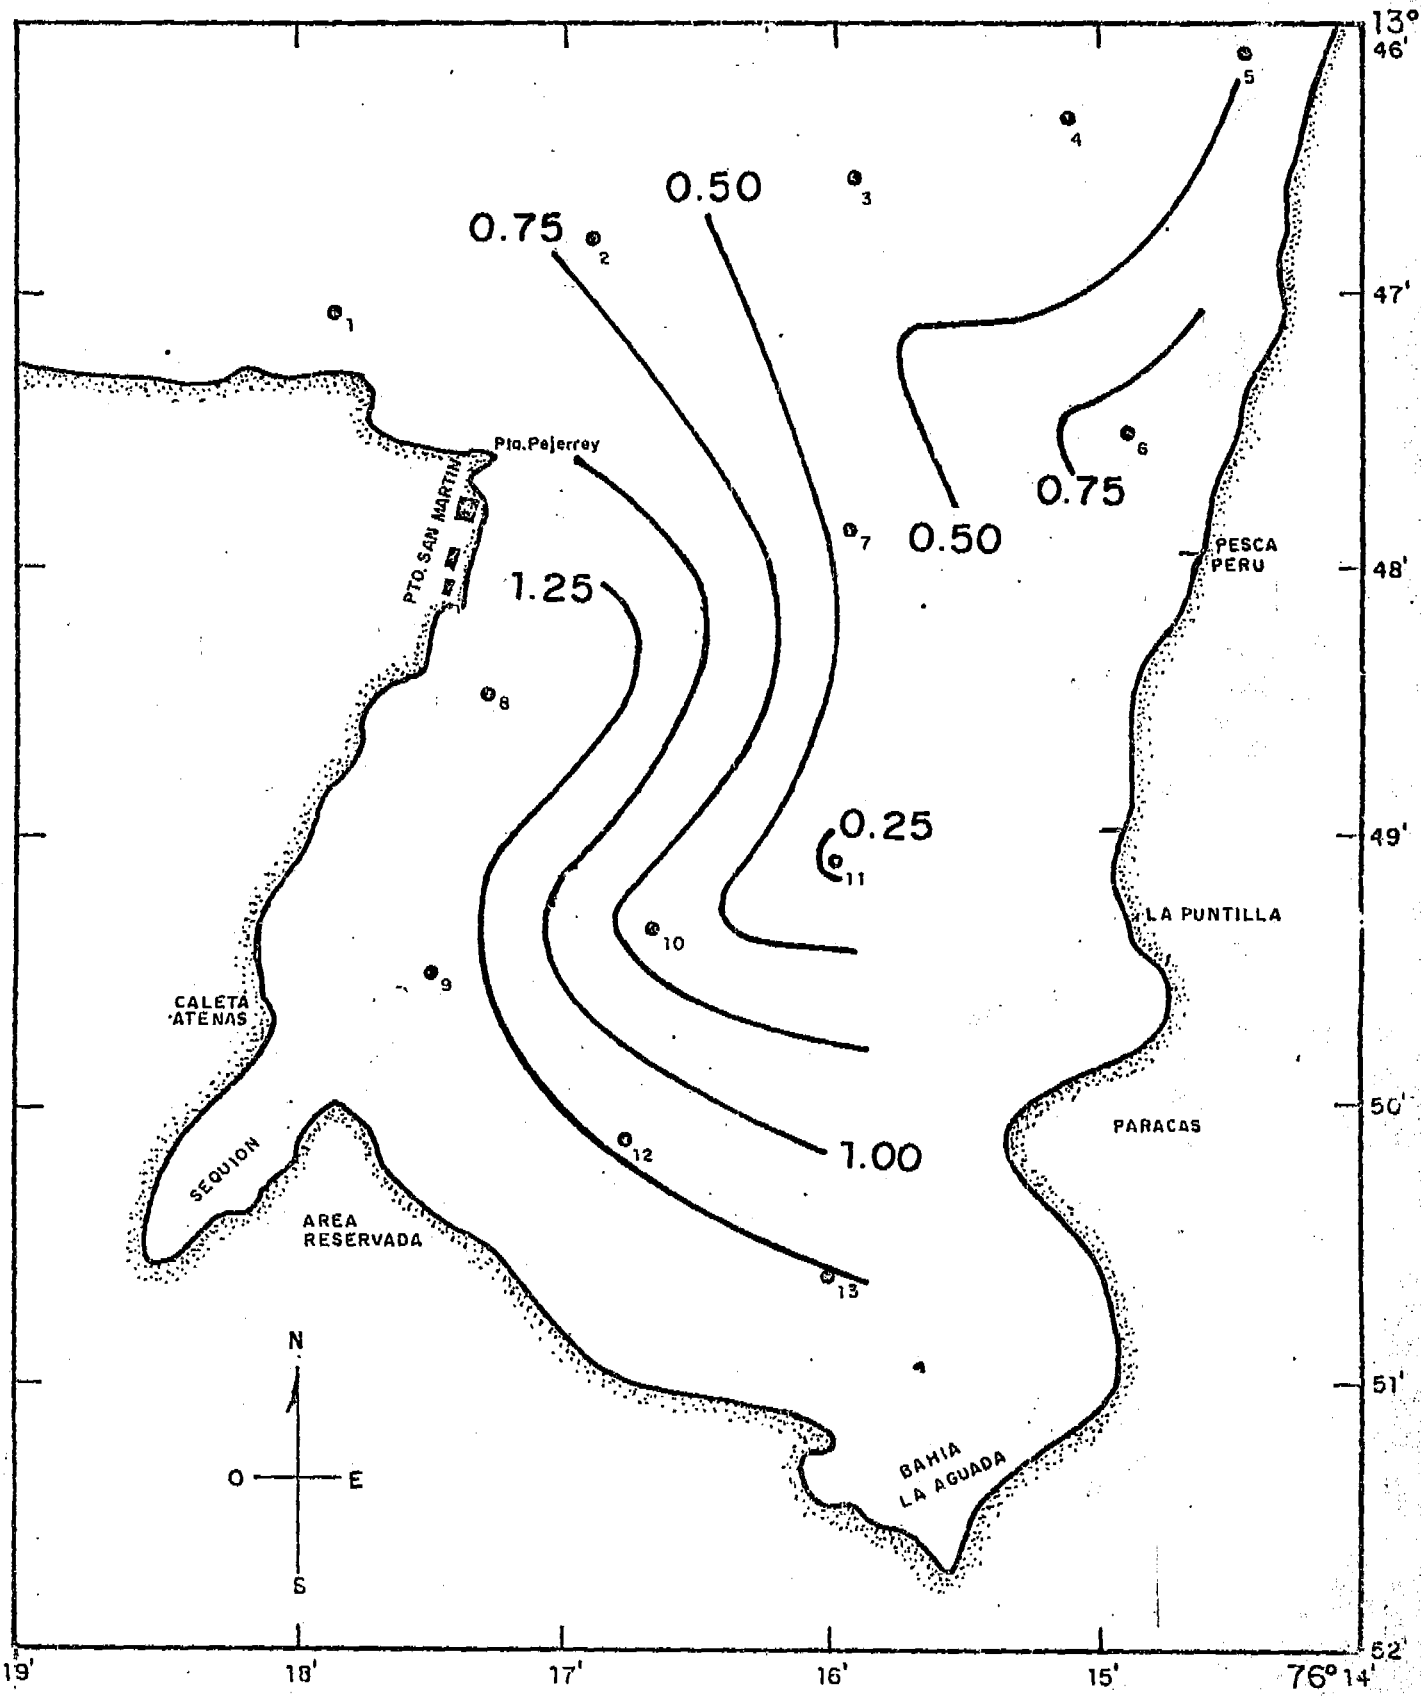 13°
46'
5
4
3
0.50
0.75
2
47'
1
Pta. Pejerrey
6
0.75
PTO. SAN MARTIN
7
0.50
PESCA
PERU
48'
1.25
8
0.25
49'
11
LA PUNTILLA
10
9
CALETA
ATENAS
50'
PARACAS
12
1.00
SEQUION
AREA
RESERVADA
13
N
51'
BAHIA
LA AGUADA
O
E
S
52'
19'
18'
17'
16'
15'
76° 14'